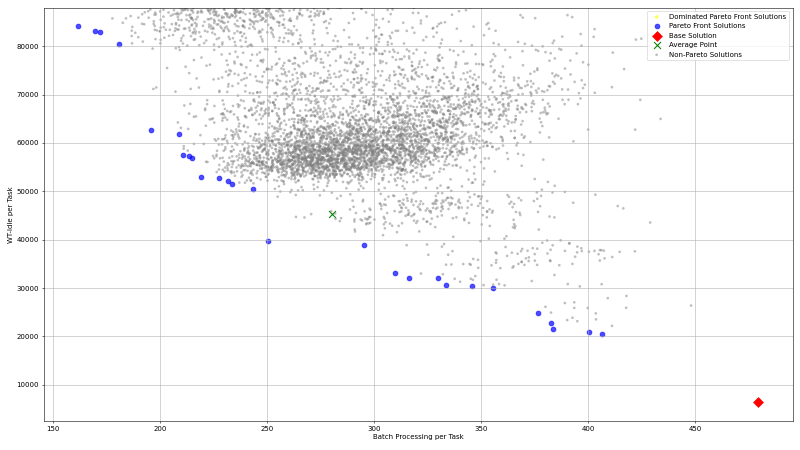 Dominated Pareto Front Solutions
Pareto Front Solutions
Base Solution
Average Point
Non-Pareto Solutions
80000
70000
60000
50000
40000
30000
20000
10000
WT-Idle per Task
150 200 250 300 350 400 450
Batch Processing per Task